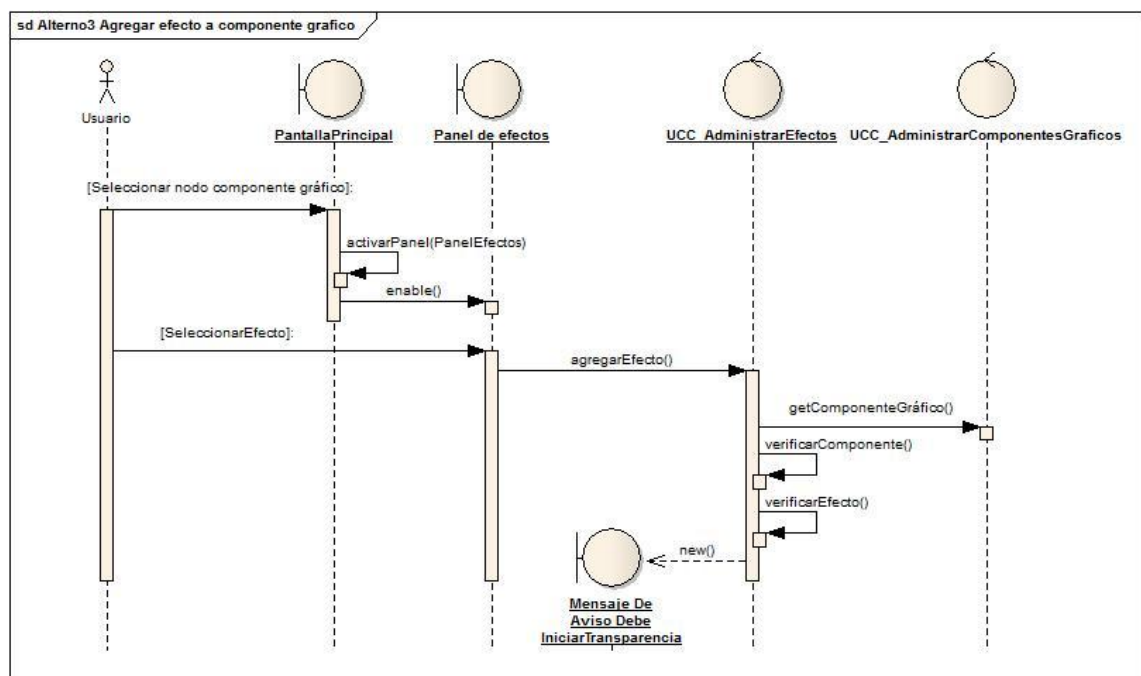 sd Alterno3 Agregar efecto a componente grafico
Usuario
PantallaPrincipal
Panel de efectos
UCC_AdministrarEfectos
UCC_AdministrarComponentesGraficos
[Seleccionar nodo componente gráfico]:
activarPanel(PanelEfectos)
enable()
[SeleccionarEfecto]:
agregarEfecto()
getComponenteGráfico()
verificarComponente()
verificarEfecto()
new()
Mensaje De
Aviso Debe
IniciarTransparencia